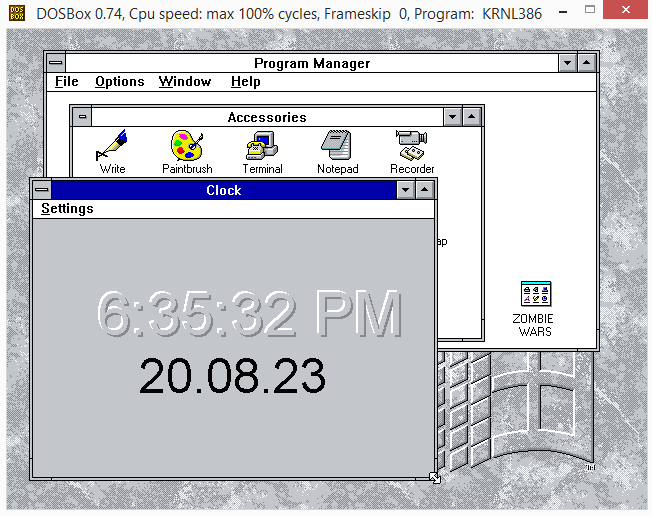 DOSBox 0.74, Cpu speed: max 100% cycles, Frameskip  0, Program:  KRNL386
Program Manager
File Options Window Help
Accessories
Write Paintbrush Terminal Notepad Recorder
Clock
Settings
ap
6:35:32 PM
20.08.23
ZOMBIE
WARS